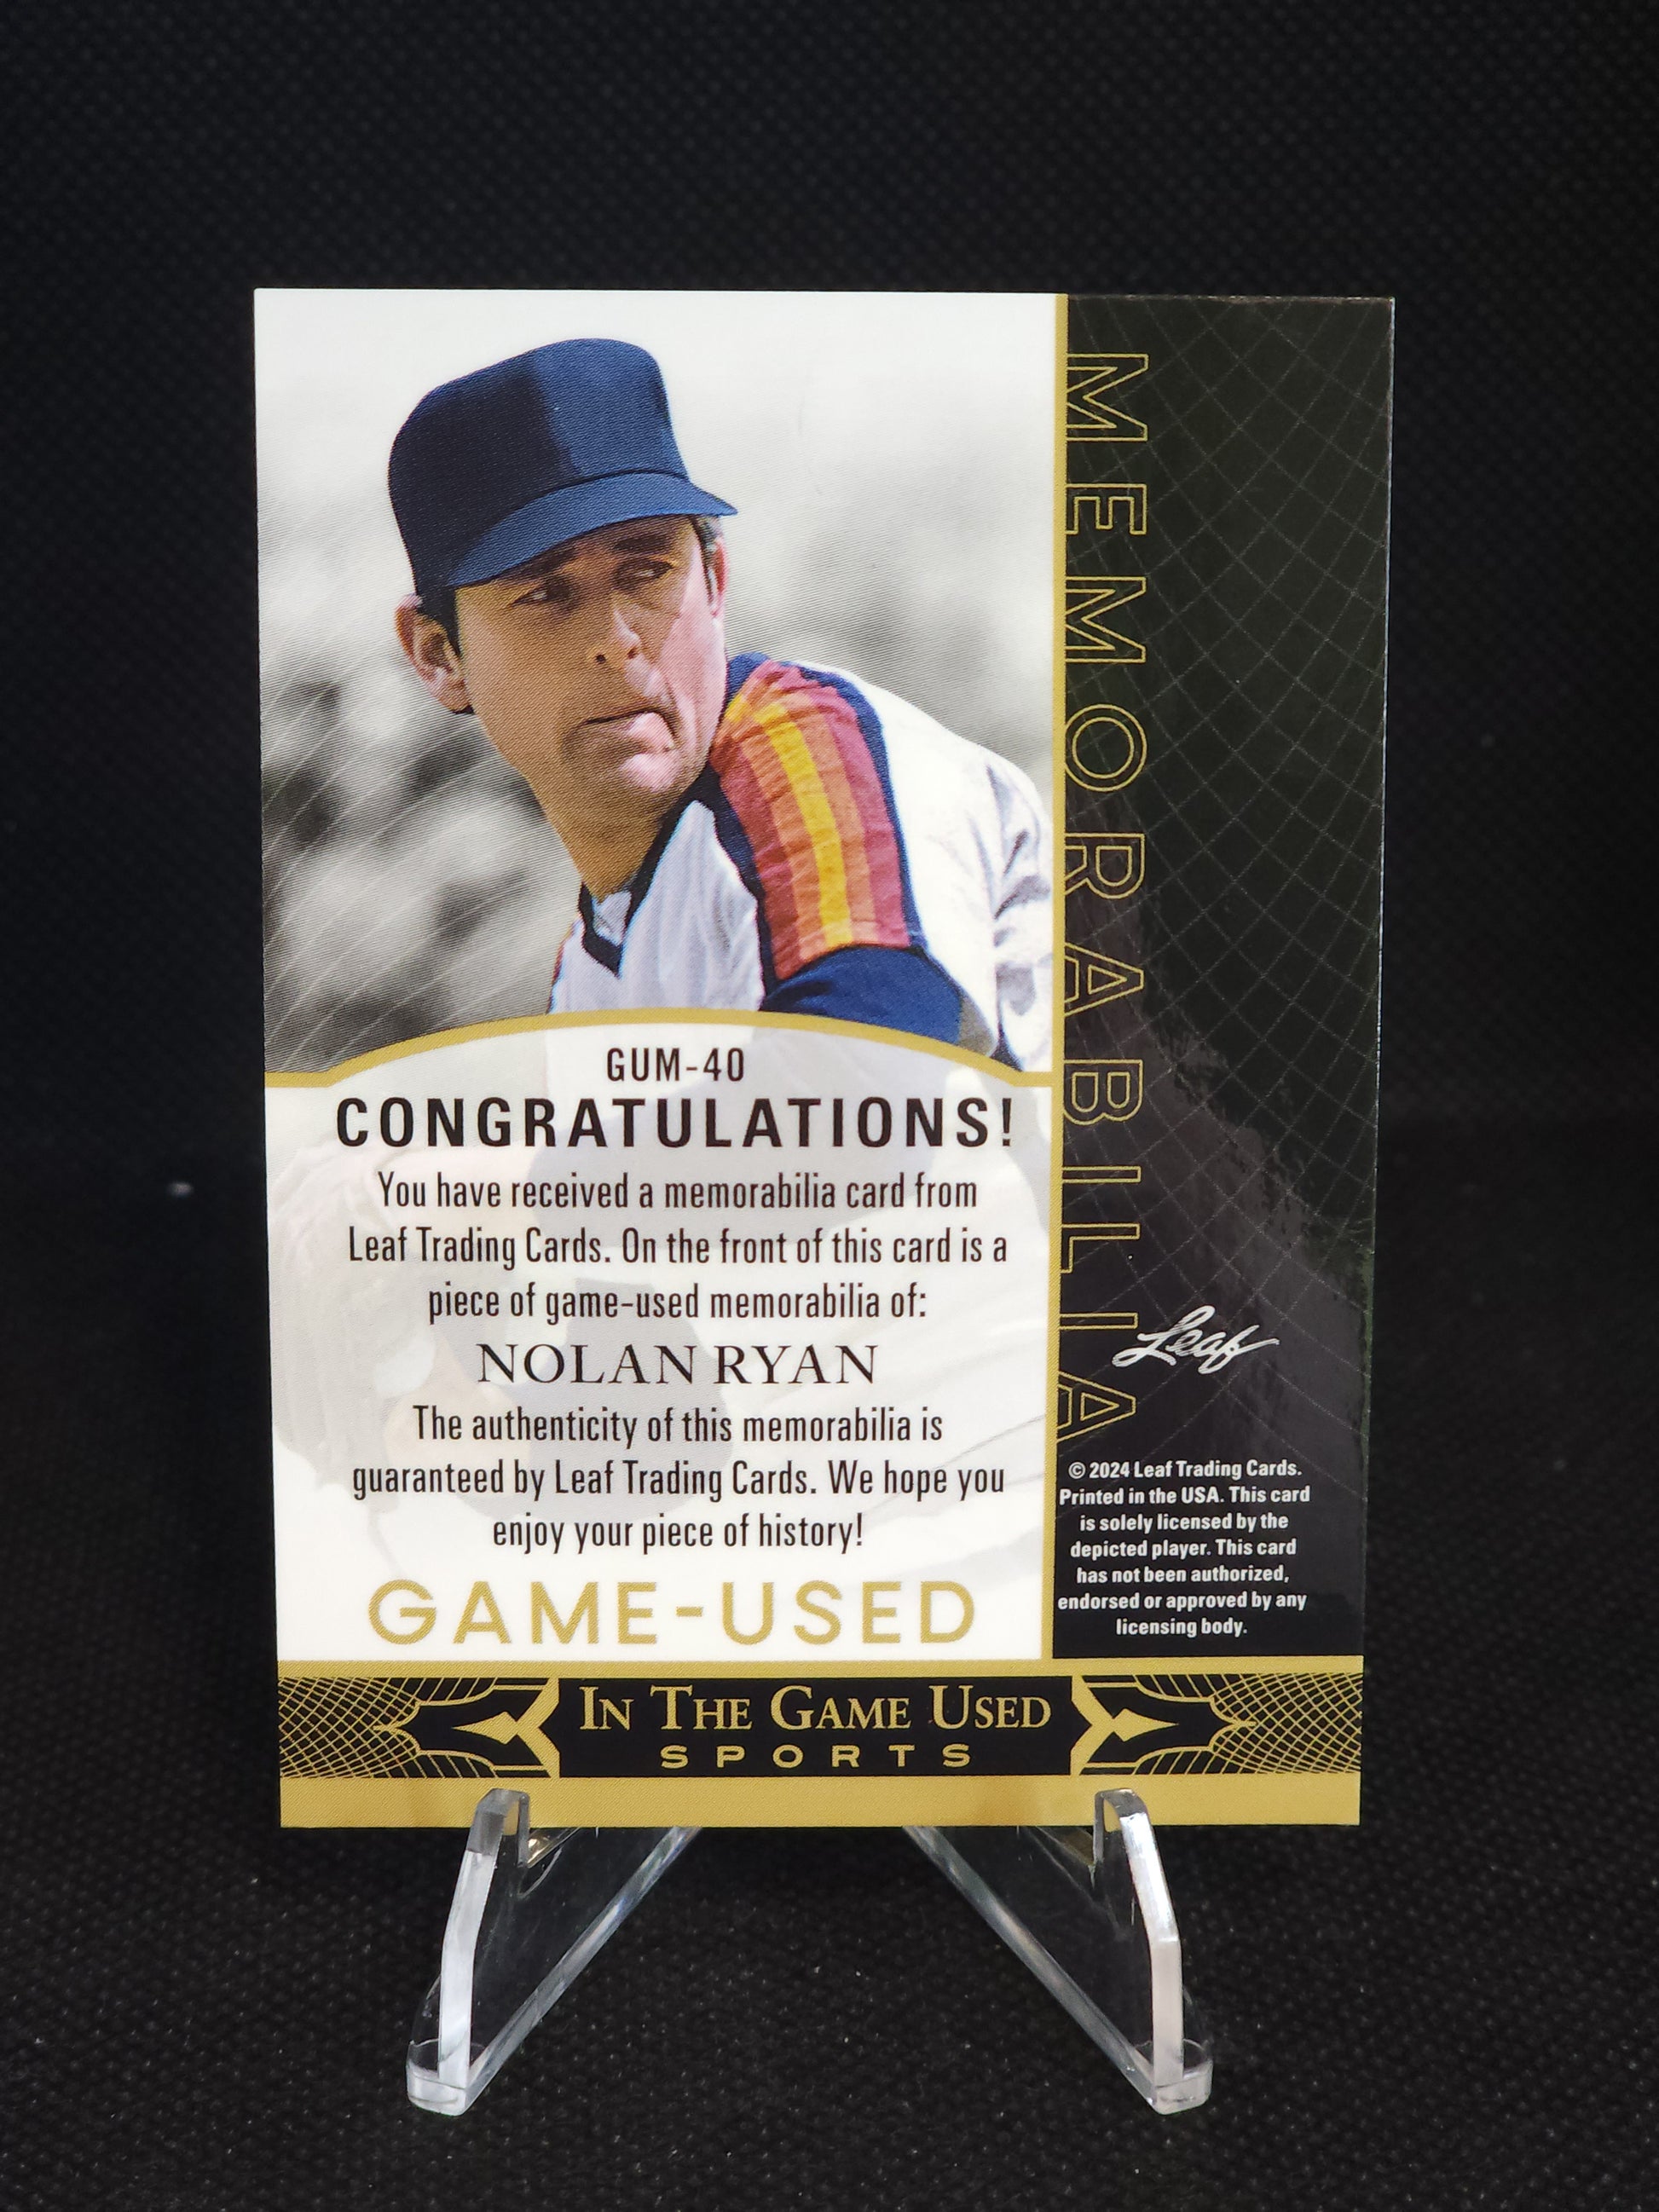 GUM-40
CONGRATULATIONS!
You have received a memorabilia card from
Leaf Trading Cards. On the front of this card is a
piece of game-used memorabilia of:
NOLAN RYAN
The authenticity of this memorabilia is
guaranteed by Leaf Trading Cards. We hope you
enjoy your piece of history!
GAME-USED
MEMORABILIA
Leaf
© 2024 Leaf Trading Cards.
Printed in the USA. This card
is solely licensed by the
depicted player. This card
has not been authorized,
endorsed or approved by any
licensing body.
IN THE GAME USED
SPORTS